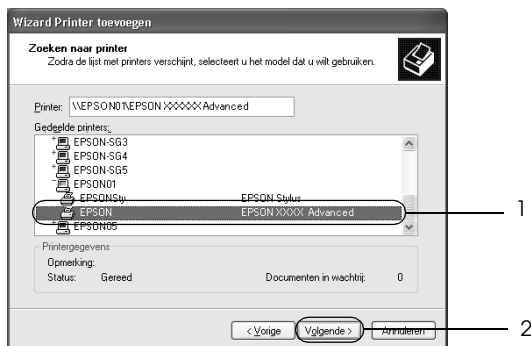 Wizard Printer toevoegen
Zoeken naar printer
Zodra de lijst met printers verschijnt, selecteert u het model dat u wilt gebruiken.
Printer: \\EPSON01\EPSON XXXXXX Advanced
Gedeelde printers:
EPSON-SG3
EPSON-SG4
EPSON-SG5
EPSON01
EPSONSty EPSON Stylus
EPSON EPSON XXXX Advanced 1
EPSON05
Printergegevens
Opmerking:
Status: Gereed Documenten in wachtrij: 0
< Vorige Volgende > Annuleren 2